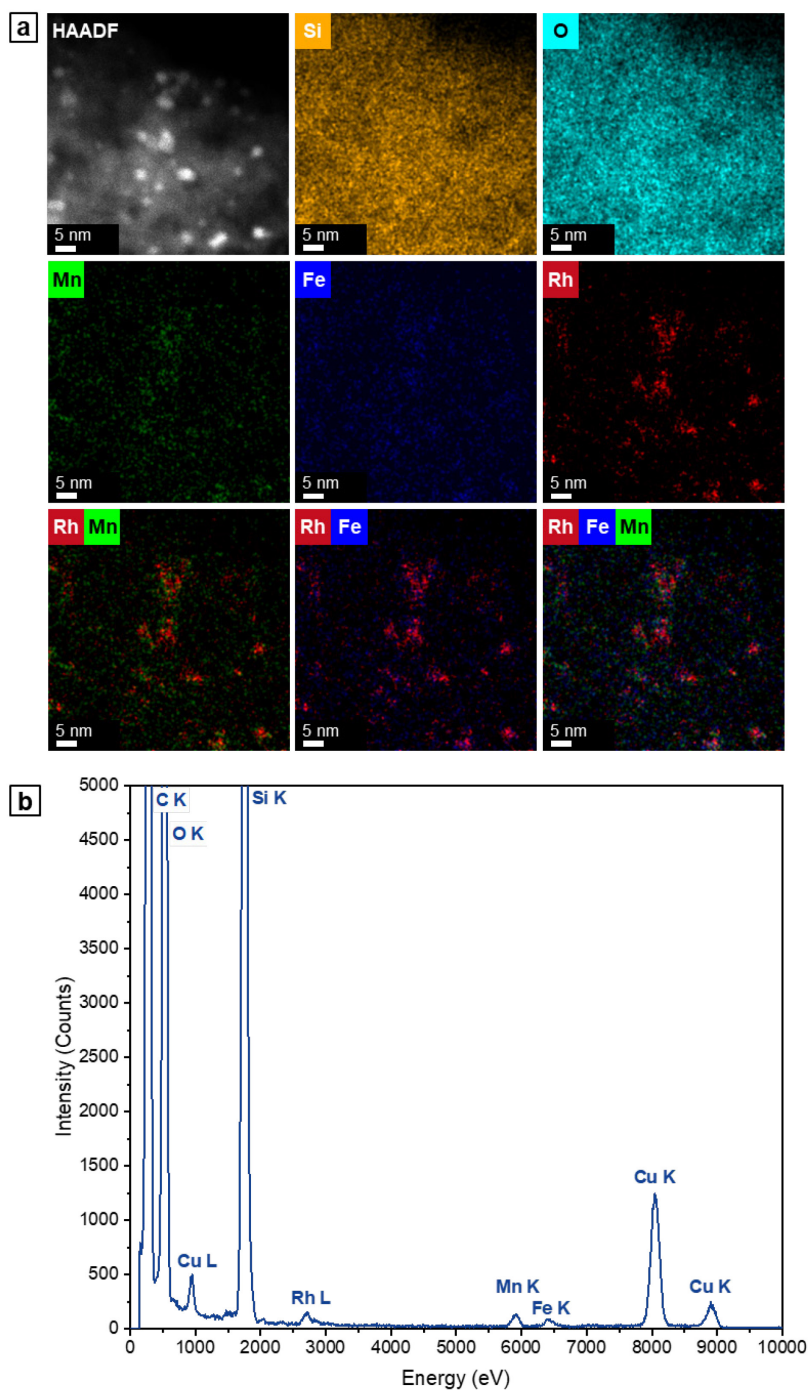 a
HAADF
Si
O
5 nm
5 nm
5 nm
Mn
Fe
Rh
5 nm
5 nm
5 nm
Rh Mn
Rh Fe
Rh Fe Mn
5 nm
5 nm
5 nm
b
5000
4500
4000
3500
3000
2500
2000
1500
1000
500
0
Intensity (Counts)
C K
O K
Si K
Cu L
Rh L
Mn K
Fe K
Cu K
Cu K
0 1000 2000 3000 4000 5000 6000 7000 8000 9000 10000
Energy (eV)